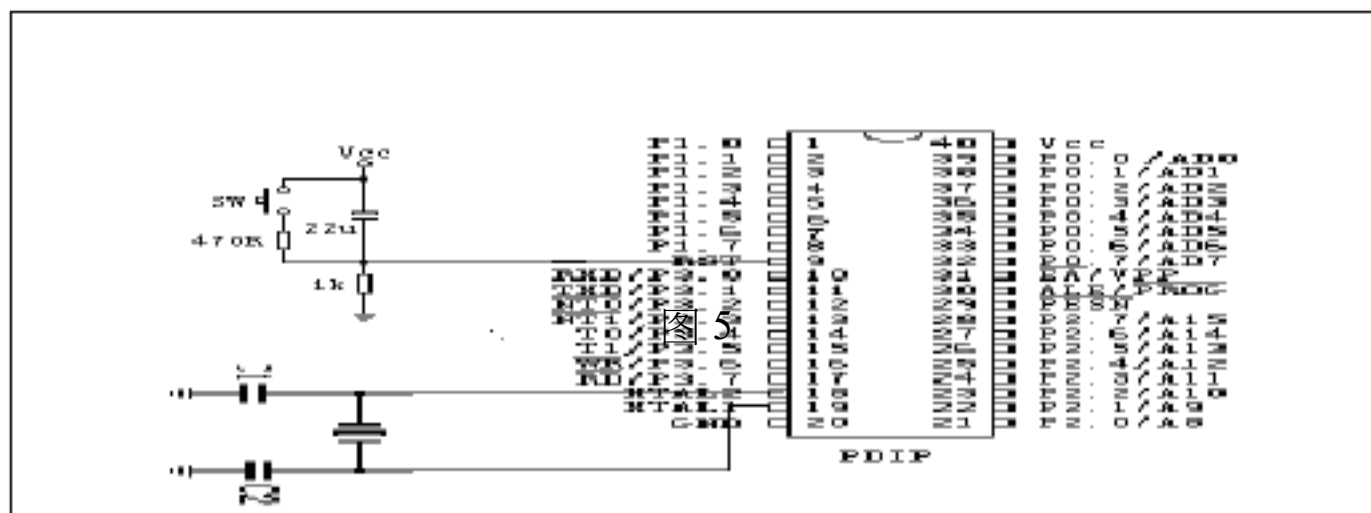 Vcc
SW
22u
470R
1k
图 5
P1.0 1 40 Vcc
P1.1 2 39 P0.0/AD0
P1.2 3 38 P0.1/AD1
P1.3 4 37 P0.2/AD2
P1.4 5 36 P0.3/AD3
P1.5 6 35 P0.4/AD4
P1.6 7 34 P0.5/AD5
P1.7 8 33 P0.6/AD6
RST 9 32 P0.7/AD7
RXD/P3.0 10 31 EA/VPP
TXD/P3.1 11 30 ALE/PROG
INT0/P3.2 12 29 PSEN
INT1/P3.3 13 28 P2.7/A15
T0/P3.4 14 27 P2.6/A14
T1/P3.5 15 26 P2.5/A13
WR/P3.6 16 25 P2.4/A12
RD/P3.7 17 24 P2.3/A11
XTAL2 18 23 P2.2/A10
XTAL1 19 22 P2.1/A9
GND 20 21 P2.0/A8
PDIP